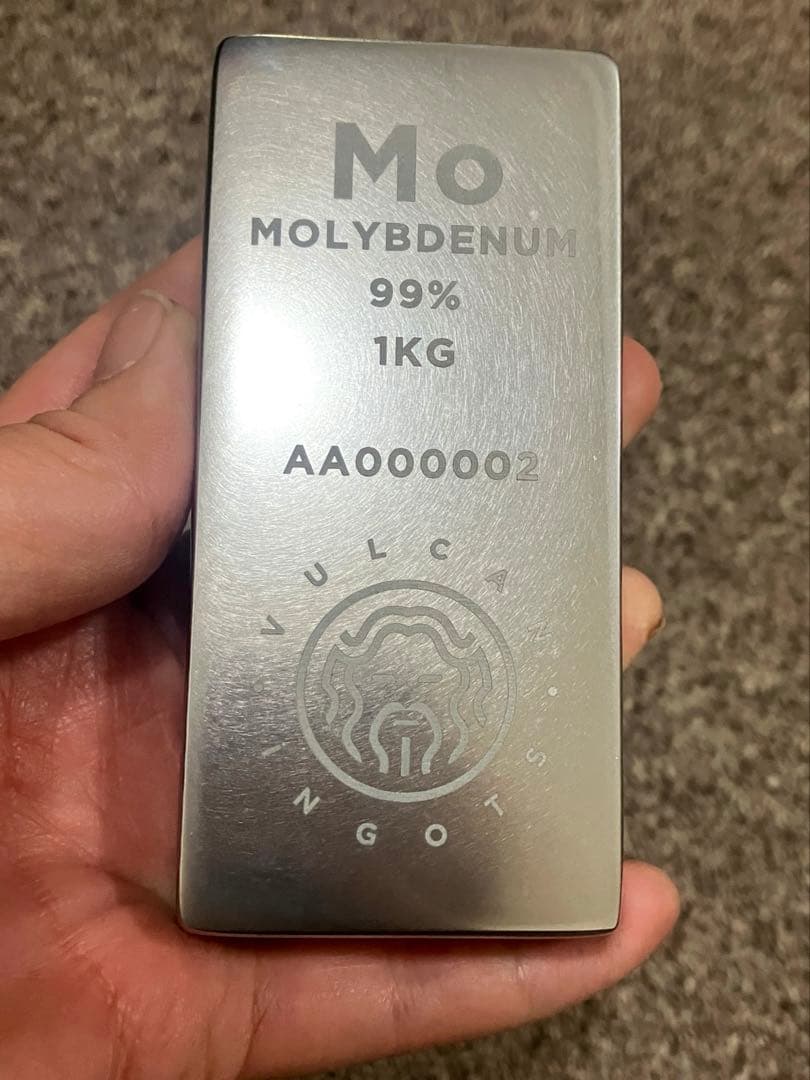 Mo
MOLYBDENUM
99%
1KG
AA000002
VULCAN
INGOTS